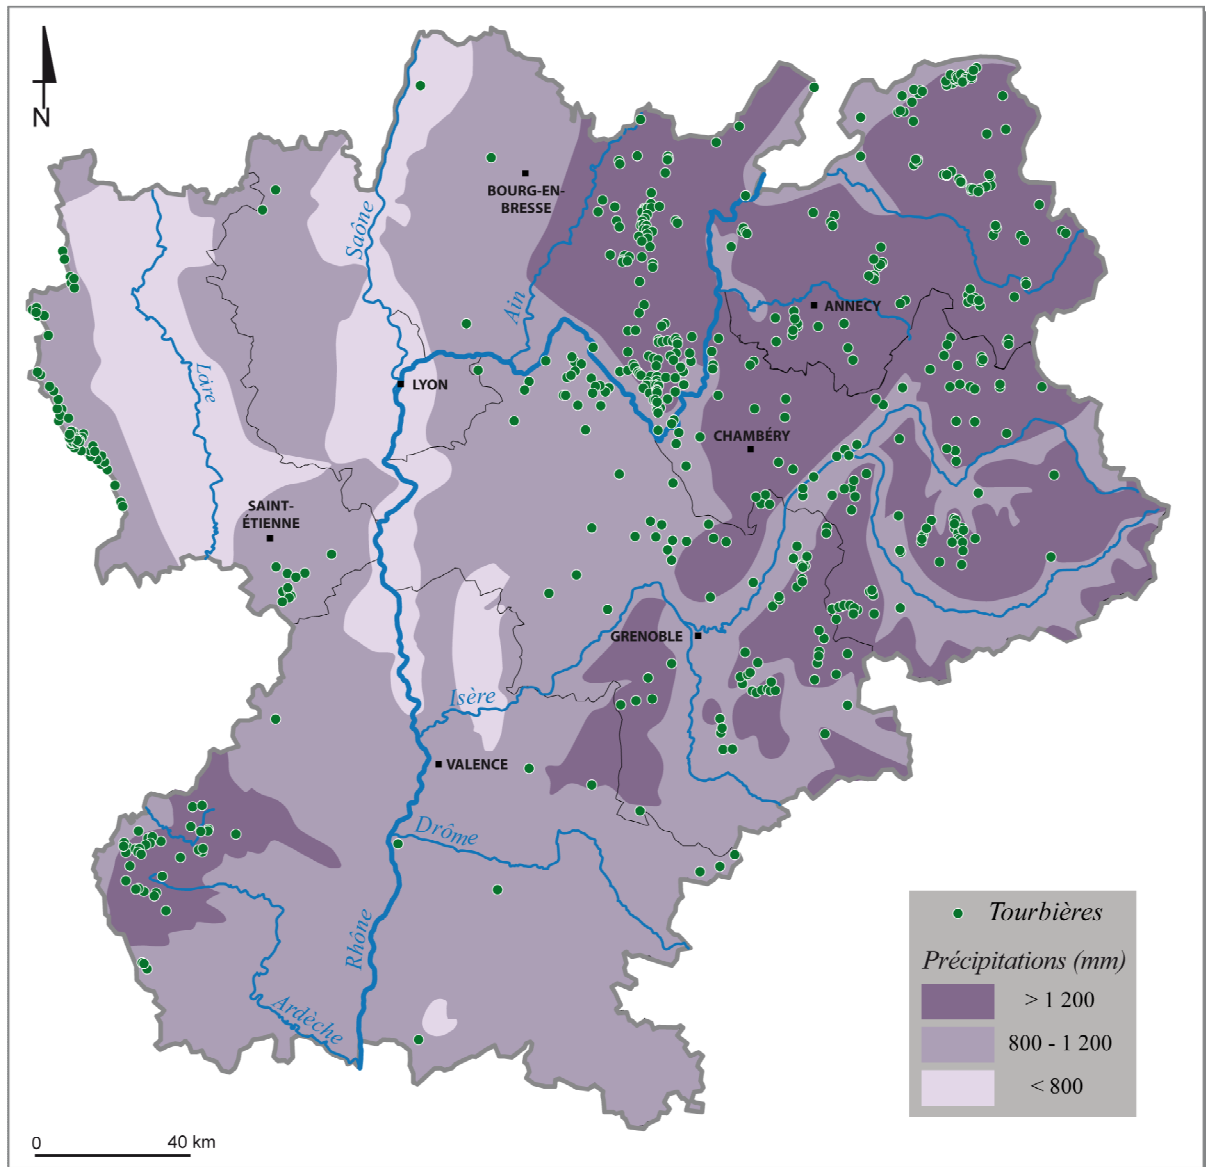 N
BOURG-EN-
BRESSE
Saône
Ain
ANNECY
Loire
LYON
CHAMBÉRY
SAINT-
ÉTIENNE
GRENOBLE
Isère
VALENCE
Drôme
Rhône
Ardèche
Tourbières
Précipitations (mm)
> 1 200
800 - 1 200
< 800
0 40 km